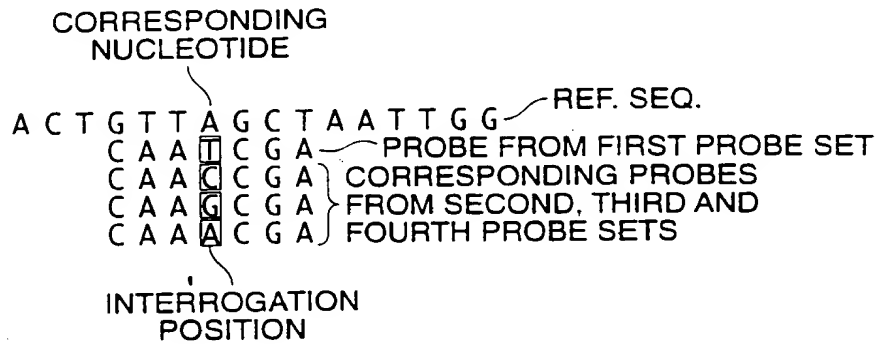 CORRESPONDING
NUCLEOTIDE
A C T G T T A G C T A A T T G G REF. SEQ.
C A A T C G A PROBE FROM FIRST PROBE SET
C A A C C G A CORRESPONDING PROBES
C A A G C G A FROM SECOND, THIRD AND
C A A A C G A FOURTH PROBE SETS
INTERROGATION
POSITION